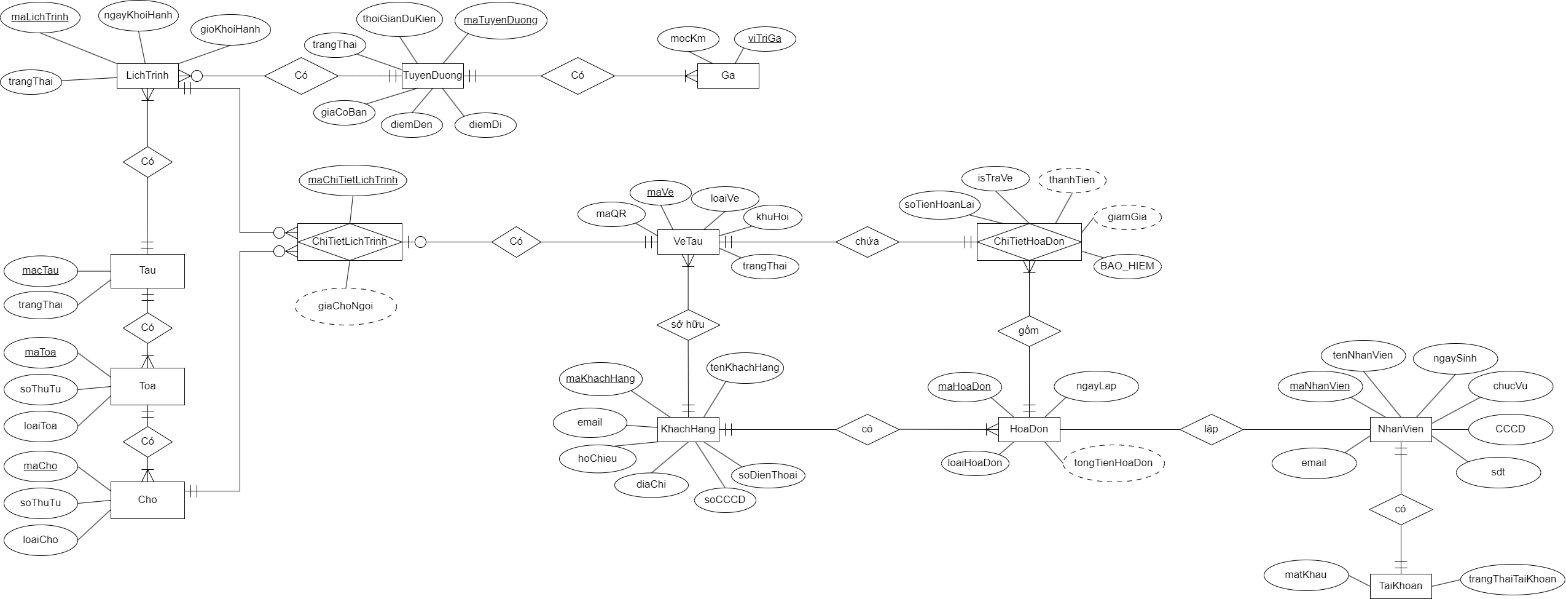 maLichTrinh
ngayKhoiHanh
gioKhoiHanh
trangThai
LichTrinh
Có
thoiGianDuKien
maTuyenDuong
trangThai
TuyenDuong
giaCoBan
diemDen
diemDi
Có
mocKm
viTriGa
Ga
Có
maChiTietLichTrinh
ChiTietLichTrinh
giaChoNgoi
Có
maVe
loaiVe
maQR
khuHoi
VeTau
trangThai
chứa
isTraVe
thanhTien
soTienHoanLai
giamGia
ChiTietHoaDon
BAO_HIEM
macTau
Tau
trangThai
Có
maToa
soThuTu
Toa
loaiToa
Có
maCho
soThuTu
Cho
loaiCho
sở hữu
gồm
tenKhachHang
maKhachHang
email
KhachHang
hoChieu
diaChi
soCCCD
soDienThoai
có
maHoaDon
ngayLap
HoaDon
loaiHoaDon
tongTienHoaDon
lập
tenNhanVien
ngaySinh
maNhanVien
chucVu
NhanVien
CCCD
email
sdt
có
matKhau
TaiKhoan
trangThaiTaiKhoan